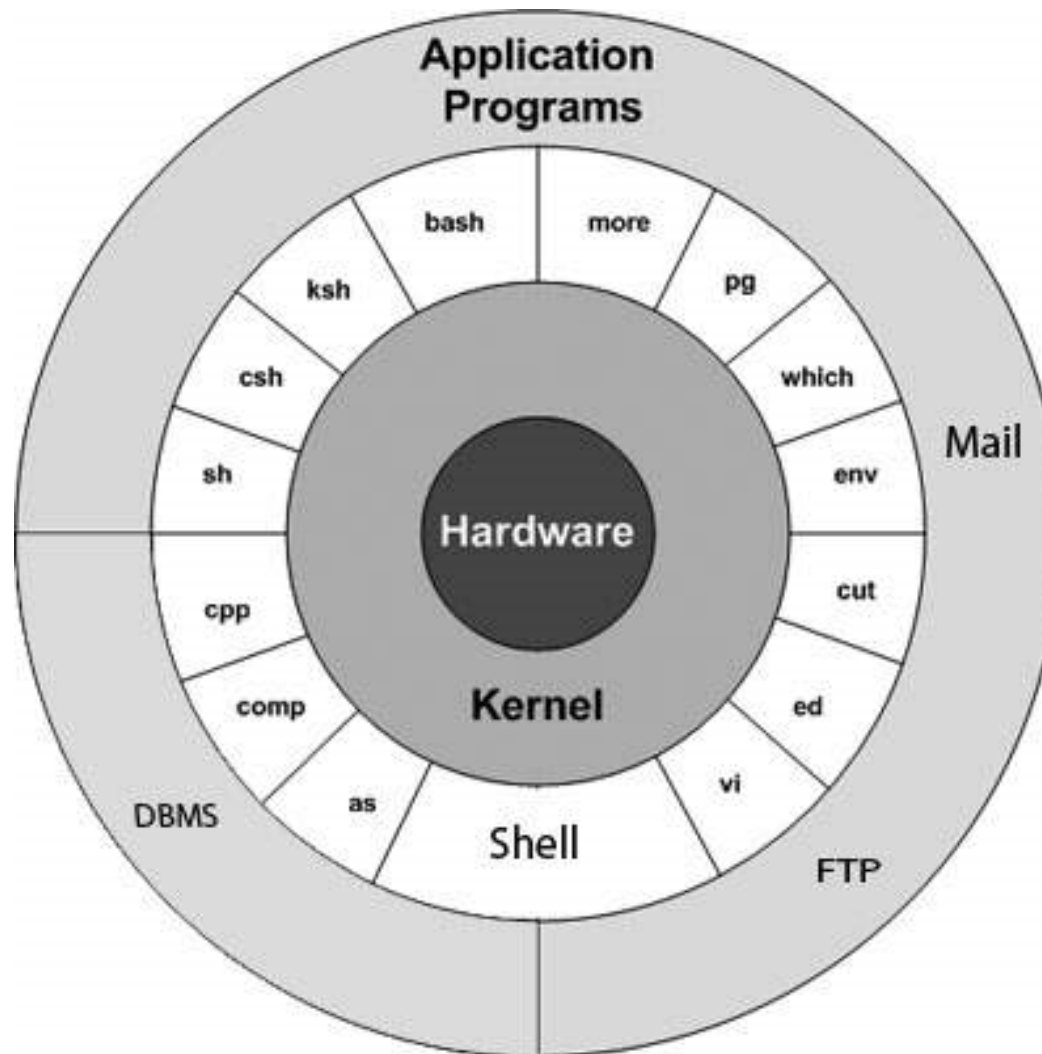 Application
Programs
bash
more
ksh
pg
csh
which
Mail
sh
env
Hardware
cpp
cut
comp
Kernel
ed
as
vi
DBMS
Shell
FTP